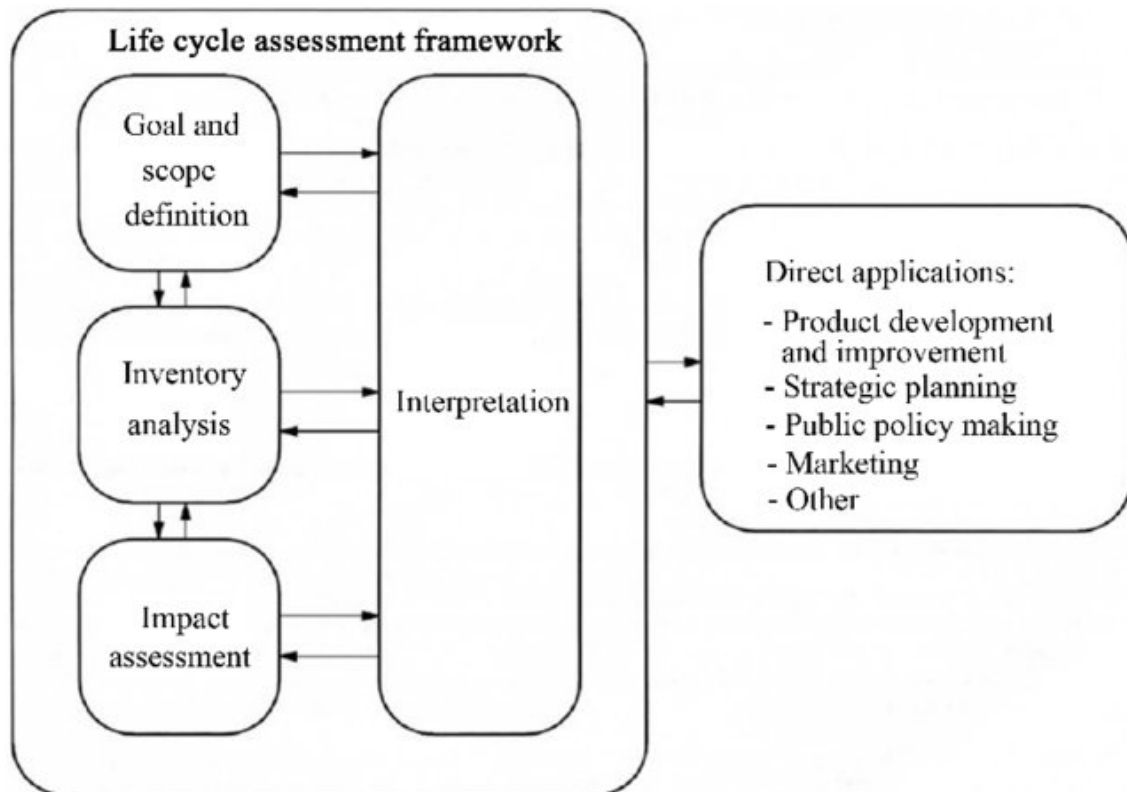 Life cycle assessment framework
Goal and
scope
definition
Inventory
analysis
Impact
assessment
Interpretation
Direct applications:
- Product development
and improvement
- Strategic planning
- Public policy making
- Marketing
- Other